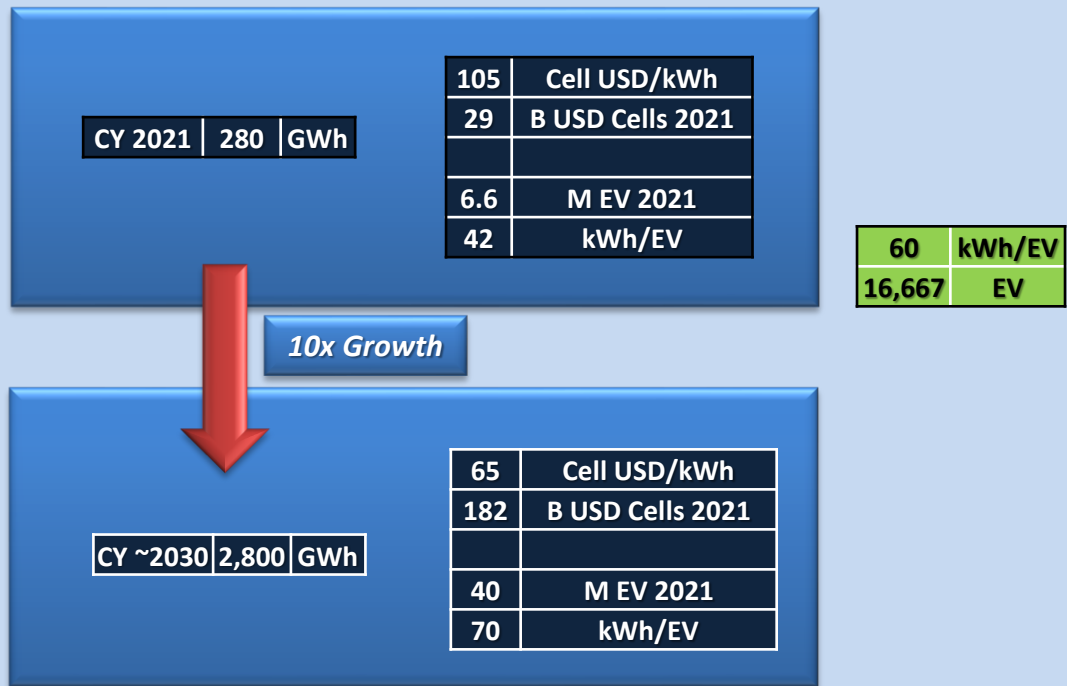 105 Cell USD/kWh
29 B USD Cells 2021
CY 2021 280 GWh
6.6 M EV 2021
42 kWh/EV
60 kWh/EV
16,667 EV
10x Growth
65 Cell USD/kWh
182 B USD Cells 2021
CY ~2030 2,800 GWh
40 M EV 2021
70 kWh/EV